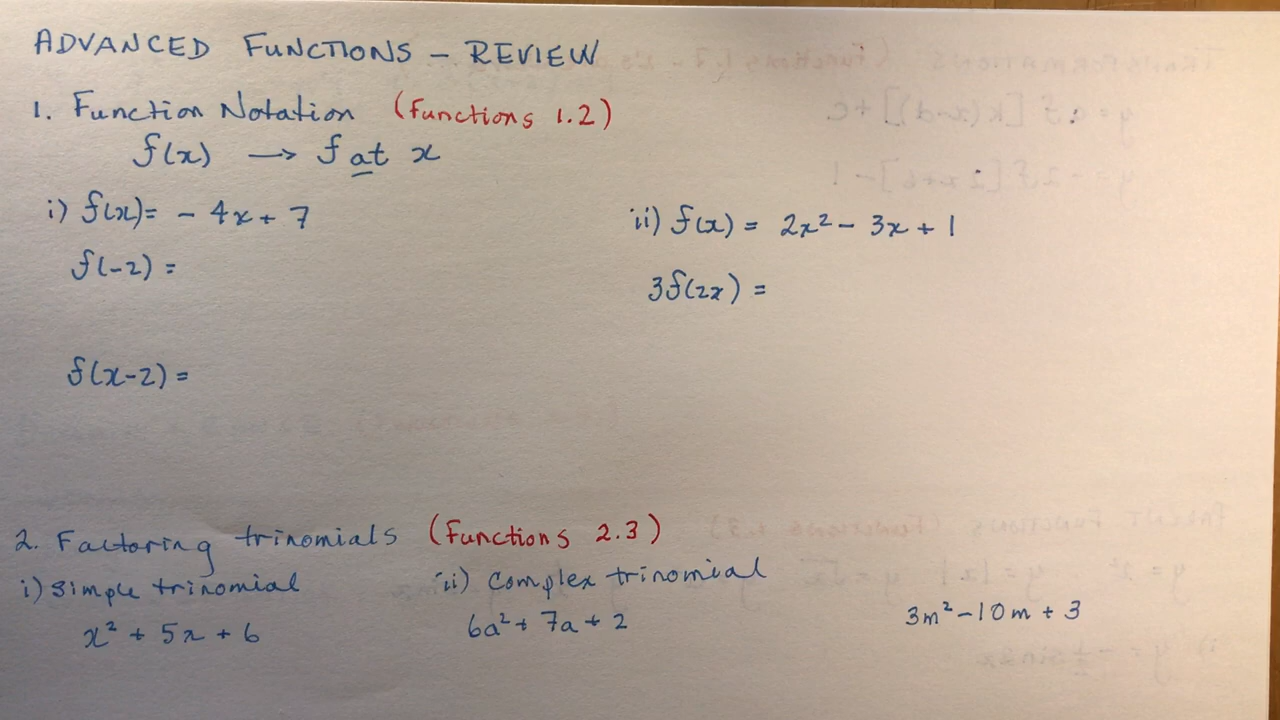 ADVANCED FUNCTIONS – REVIEW
1. Function Notation (functions 1.2)
f(x) → f at x
i) f(x) = - 4x + 7
ii) f(x) = 2x² - 3x + 1
f(-2) =
3f(2x) =
f(x-2) =
2. Factoring trinomials (functions 2.3)
i) Simple trinomial
ii) Complex trinomial
x² + 5x + 6
6a² + 7a + 2
3m² - 10m + 3